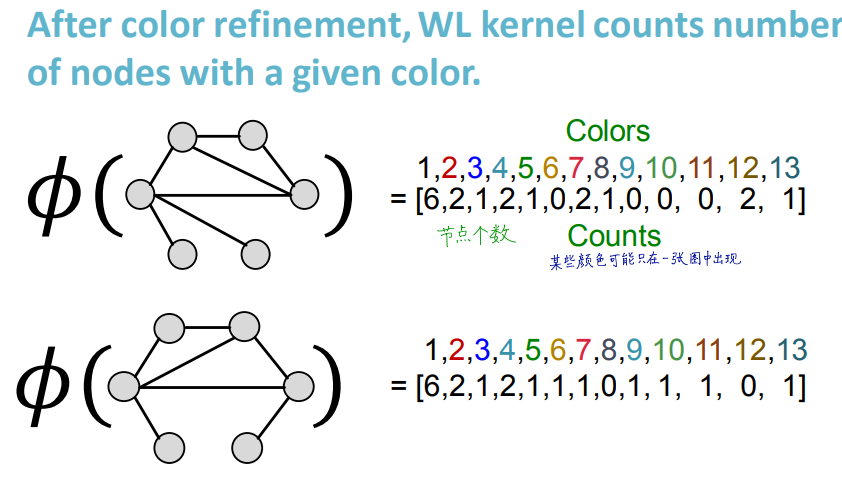 After color refinement, WL kernel counts number
of nodes with a given color.
Colors
1,2,3,4,5,6,7,8,9,10,11,12,13
ϕ( ) = [6,2,1,2,1,0,2,1,0, 0, 0, 2, 1]
节点个数 Counts
某些颜色可能只在一张图中出现
1,2,3,4,5,6,7,8,9,10,11,12,13
ϕ( ) = [6,2,1,2,1,1,1,0,1, 1, 1, 0, 1]